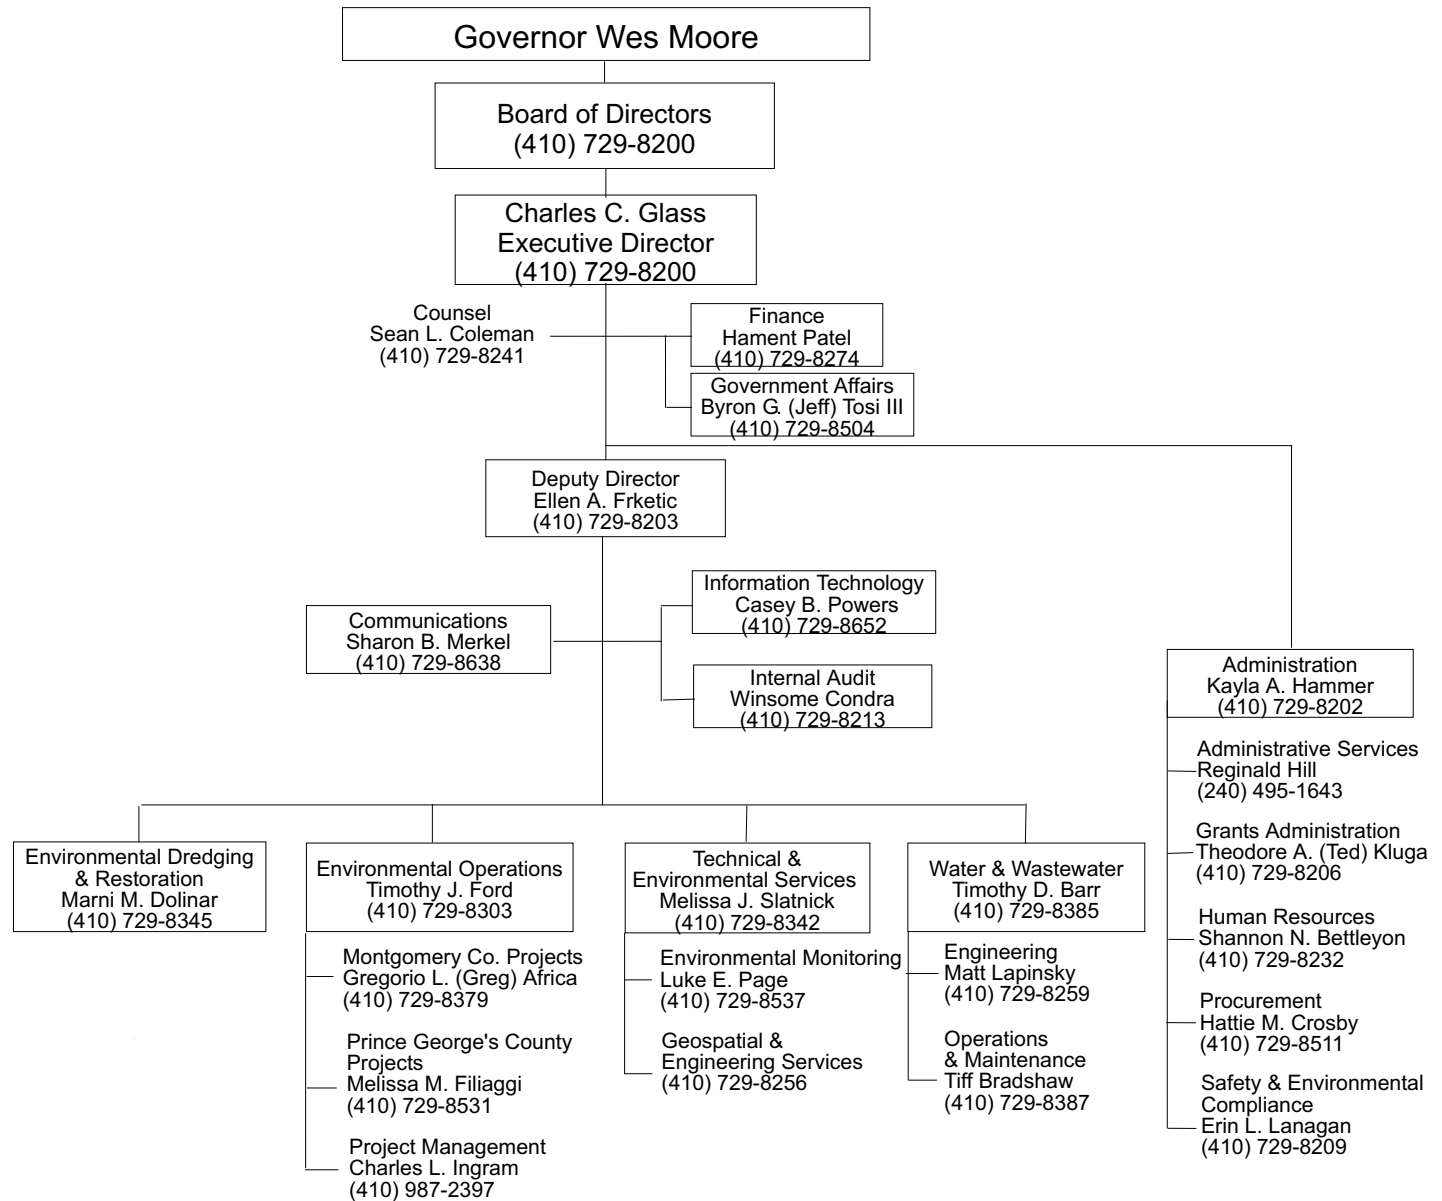 Governor Wes Moore
Board of Directors
(410) 729-8200
Charles C. Glass
Executive Director
(410) 729-8200
Counsel
Sean L. Coleman
(410) 729-8241
Finance
Hament Patel
(410) 729-8274
Government Affairs
Byron G. (Jeff) Tosi III
(410) 729-8504
Deputy Director
Ellen A. Frketic
(410) 729-8203
Communications
Sharon B. Merkel
(410) 729-8638
Information Technology
Casey B. Powers
(410) 729-8652
Internal Audit
Winsome Condra
(410) 729-8213
Environmental Dredging
& Restoration
Marni M. Dolinar
(410) 729-8345
Environmental Operations
Timothy J. Ford
(410) 729-8303
Montgomery Co. Projects
Gregorio L. (Greg) Africa
(410) 729-8379
Prince George's County
Projects
Melissa M. Filiaggi
(410) 729-8531
Project Management
Charles L. Ingram
(410) 987-2397
Technical &
Environmental Services
Melissa J. Slatnick
(410) 729-8342
Environmental Monitoring
Luke E. Page
(410) 729-8537
Geospatial &
Engineering Services
(410) 729-8256
Water & Wastewater
Timothy D. Barr
(410) 729-8385
Engineering
Matt Lapinsky
(410) 729-8259
Operations
& Maintenance
Tiff Bradshaw
(410) 729-8387
Administration
Kayla A. Hammer
(410) 729-8202
Administrative Services
Reginald Hill
(240) 495-1643
Grants Administration
Theodore A. (Ted) Kluga
(410) 729-8206
Human Resources
Shannon N. Bettleyon
(410) 729-8232
Procurement
Hattie M. Crosby
(410) 729-8511
Safety & Environmental
Compliance
Erin L. Lanagan
(410) 729-8209